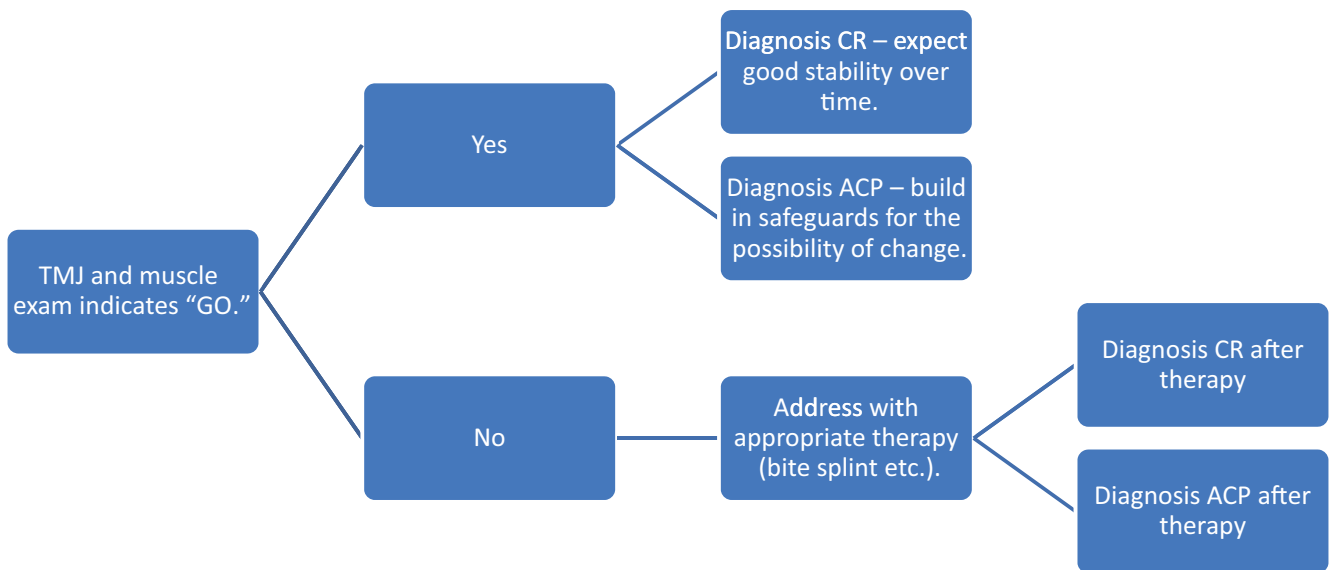 TMJ and muscle
exam indicates “GO.”
Yes
Diagnosis CR – expect
good stability over
time.
Diagnosis ACP – build
in safeguards for the
possibility of change.
No
Address with
appropriate therapy
(bite splint etc.).
Diagnosis CR after
therapy
Diagnosis ACP after
therapy